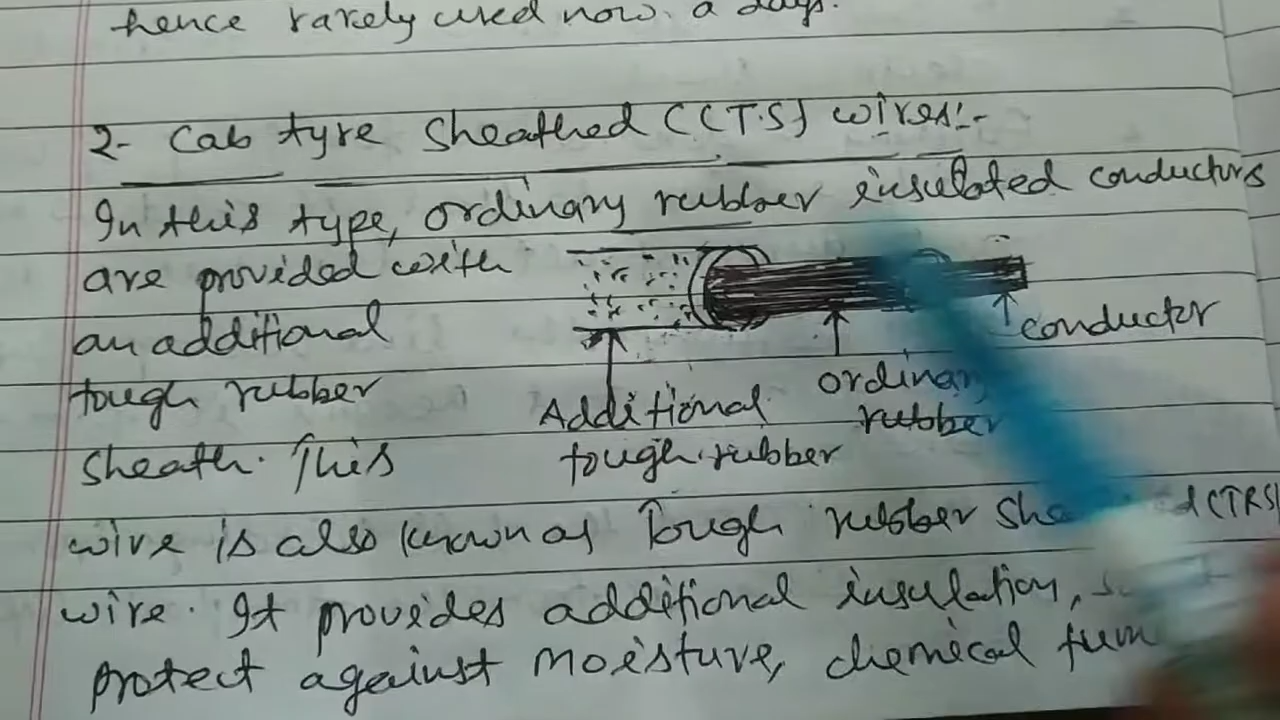 hence rarely used now. a days.
2- Cab tyre Sheathed (CTS) wires:-
In this type, ordinary rubber insulated conductors
are provided with
an additional
tough rubber
sheath. This
conductor
ordinary
rubber
Additional
tough rubber
wire is also known as Tough rubber (TRS)
wire. It provides additional insulation,
protect against moisture, chemical